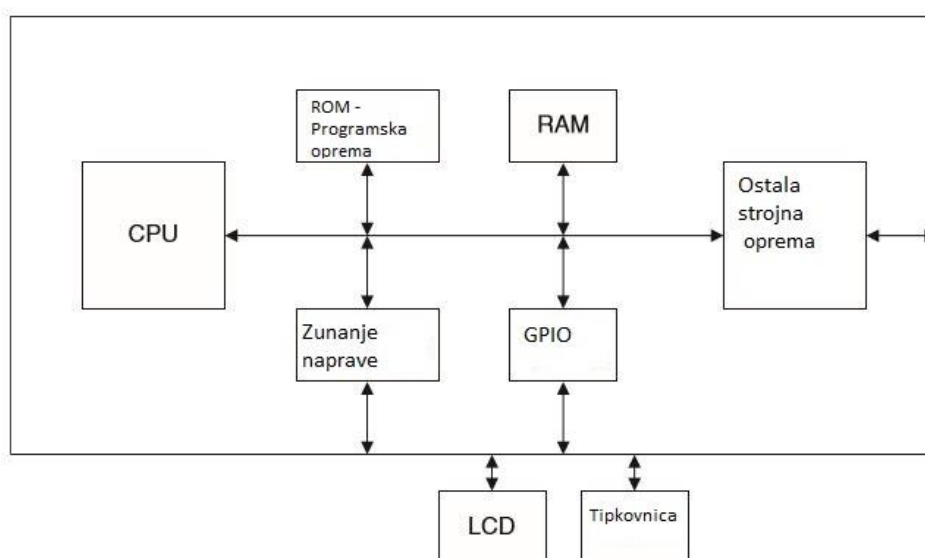 ROM -
Programska
oprema
RAM
CPU
Ostala
strojna
oprema
Zunanje
naprave
GPIO
LCD
Tipkovnica